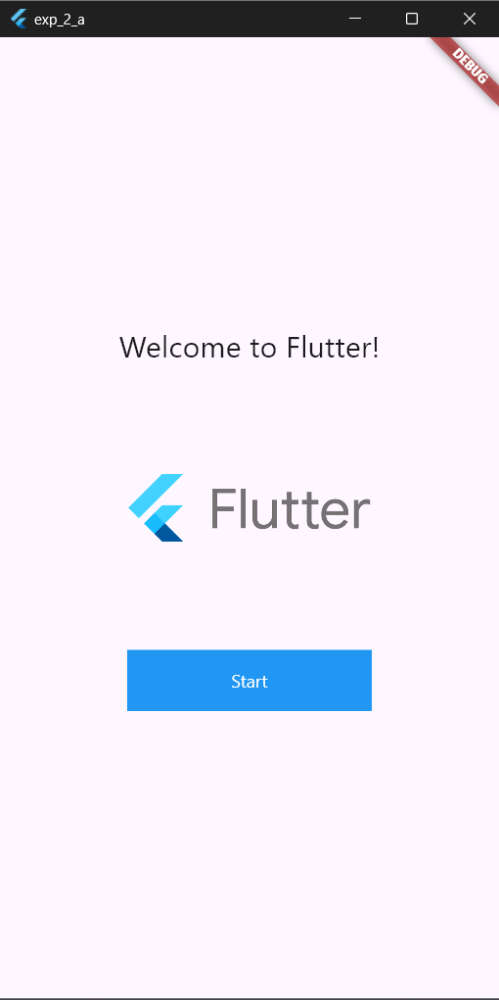 exp_2_a
DEBUG
Welcome to Flutter!
Flutter
Start